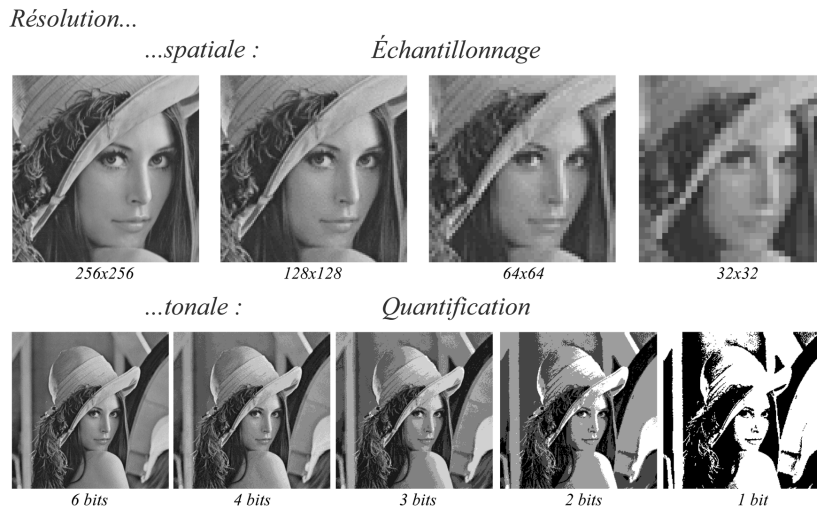 Résolution...
...spatiale : Échantillonnage
256x256 128x128 64x64 32x32
...tonale : Quantification
6 bits 4 bits 3 bits 2 bits 1 bit